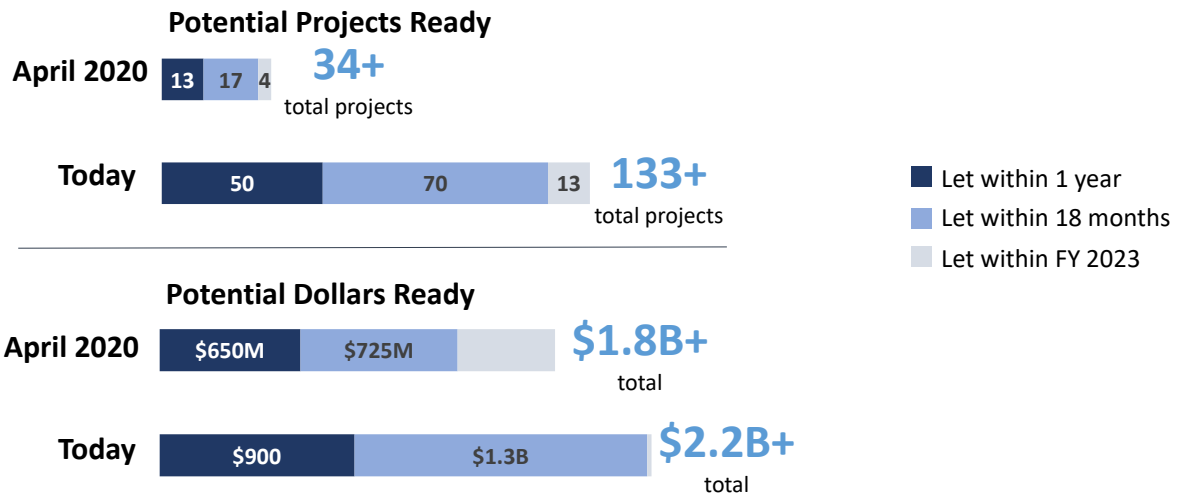 Potential Projects Ready
April 2020
13
17
4
34+
total projects
Today
50
70
13
133+
total projects
Let within 1 year
Let within 18 months
Let within FY 2023
Potential Dollars Ready
April 2020
$650M
$725M
$1.8B+
total
Today
$900
$1.3B
$2.2B+
total